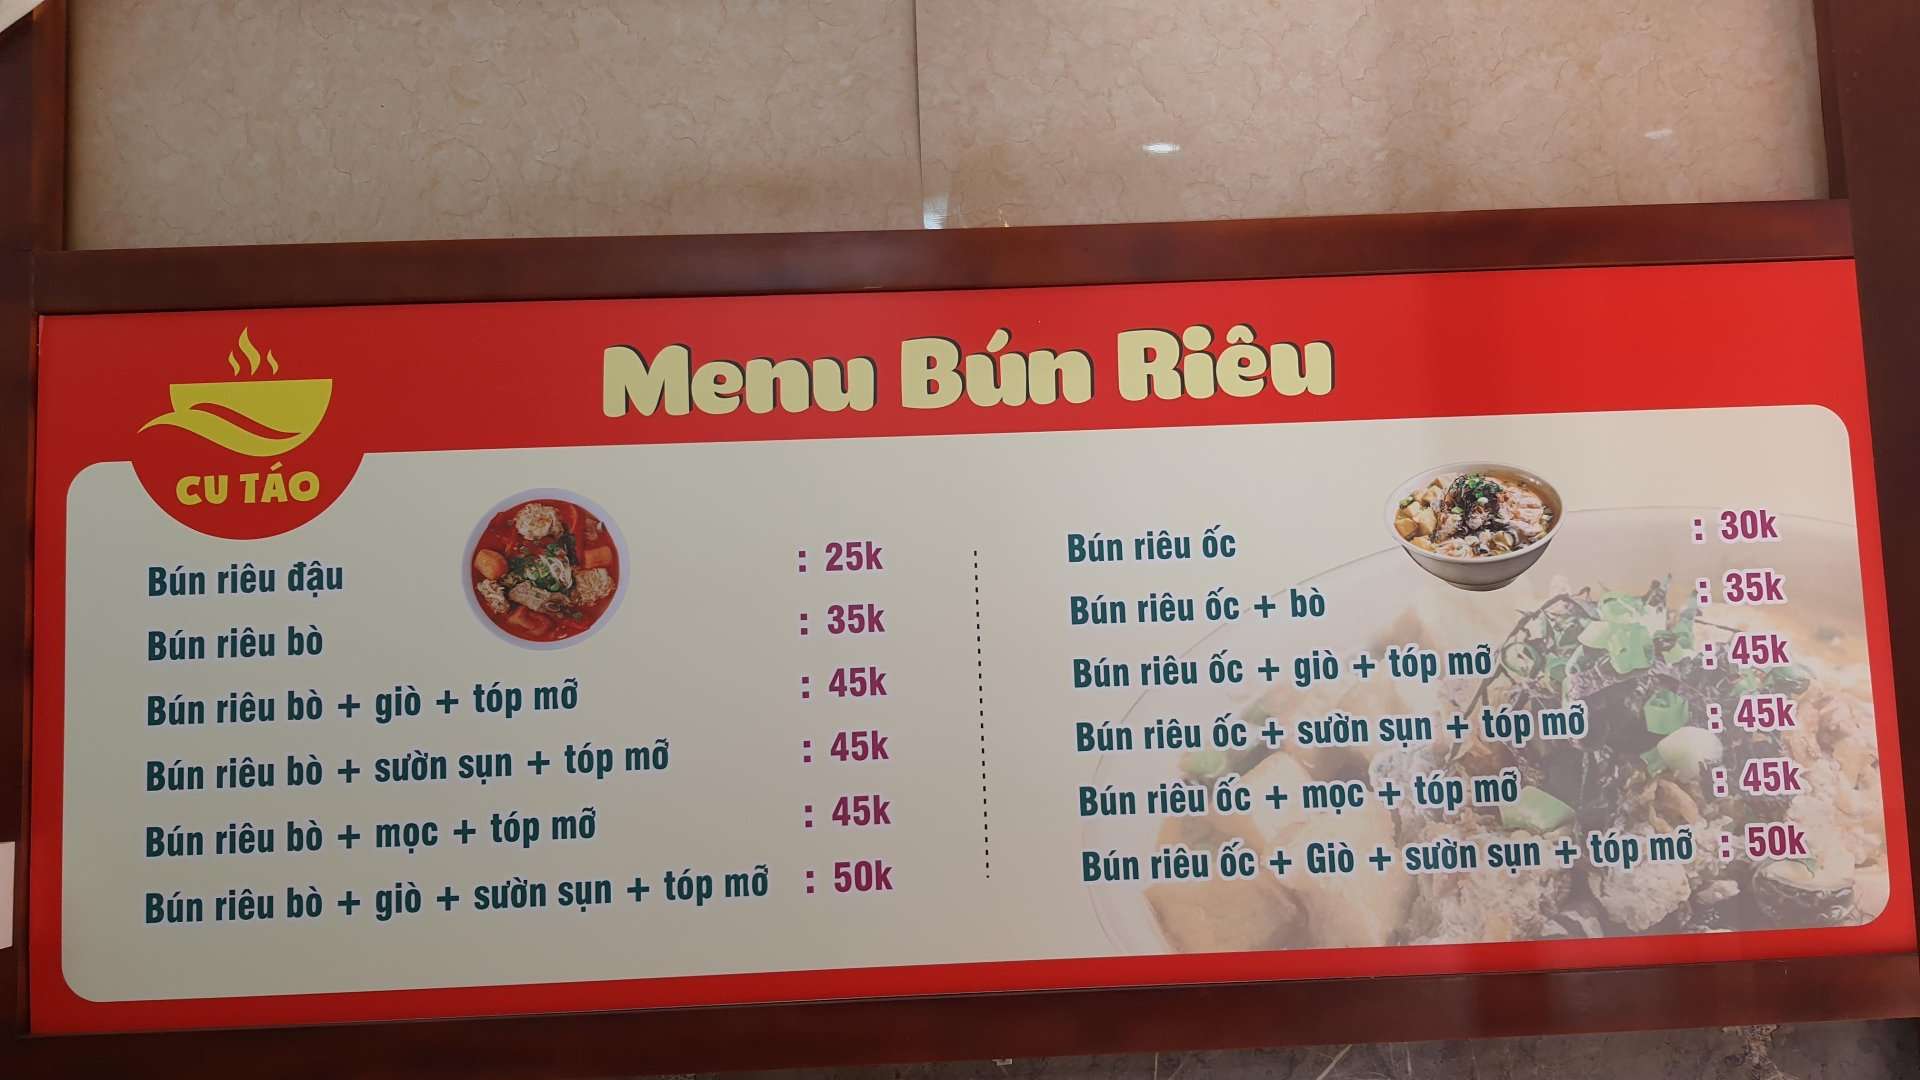 Menu Bún Riêu
CU TÁO
Bún riêu đậu : 25k
Bún riêu bò : 35k
Bún riêu bò + giò + tóp mỡ : 45k
Bún riêu bò + sườn sụn + tóp mỡ : 45k
Bún riêu bò + mọc + tóp mỡ : 45k
Bún riêu bò + giò + sườn sụn + tóp mỡ : 50k
Bún riêu ốc : 30k
Bún riêu ốc + bò : 35k
Bún riêu ốc + giò + tóp mỡ : 45k
Bún riêu ốc + sườn sụn + tóp mỡ : 45k
Bún riêu ốc + mọc + tóp mỡ : 45k
Bún riêu ốc + Giò + sườn sụn + tóp mỡ : 50k